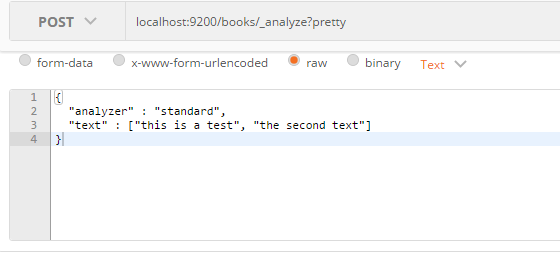 POST localhost:9200/books/_analyze?pretty
form-data x-www-form-urlencoded raw binary Text
1 {
2 "analyzer" : "standard",
3 "text" : ["this is a test", "the second text"]
4 }